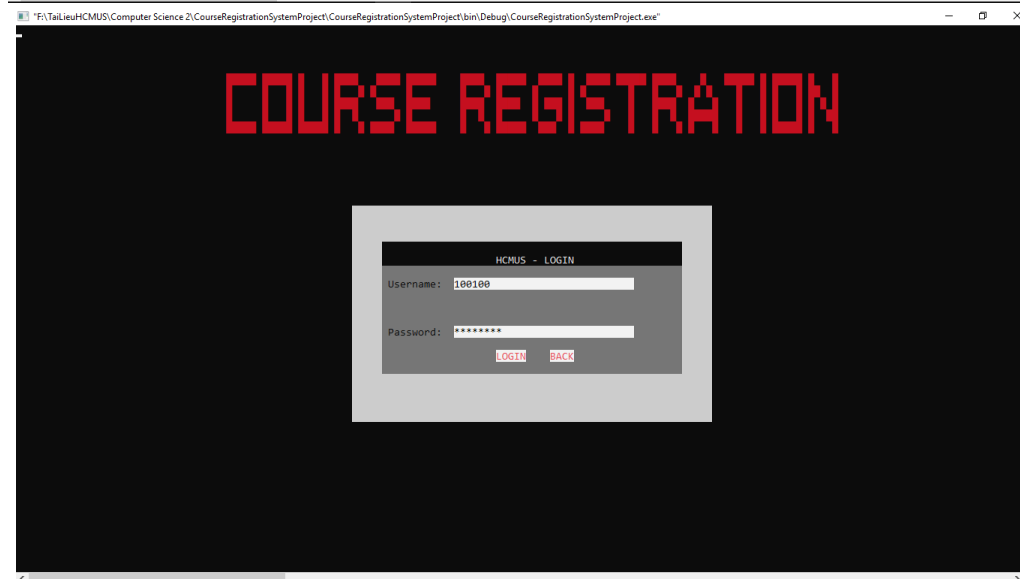 "F:\TaiLieuHCMUS\Computer Science 2\CourseRegistrationSystemProject\CourseRegistrationSystemProject\bin\Debug\CourseRegistrationSystemProject.exe"
COURSE REGISTRATION
HCMUS - LOGIN
Username: 100100
Password: ********
LOGIN BACK